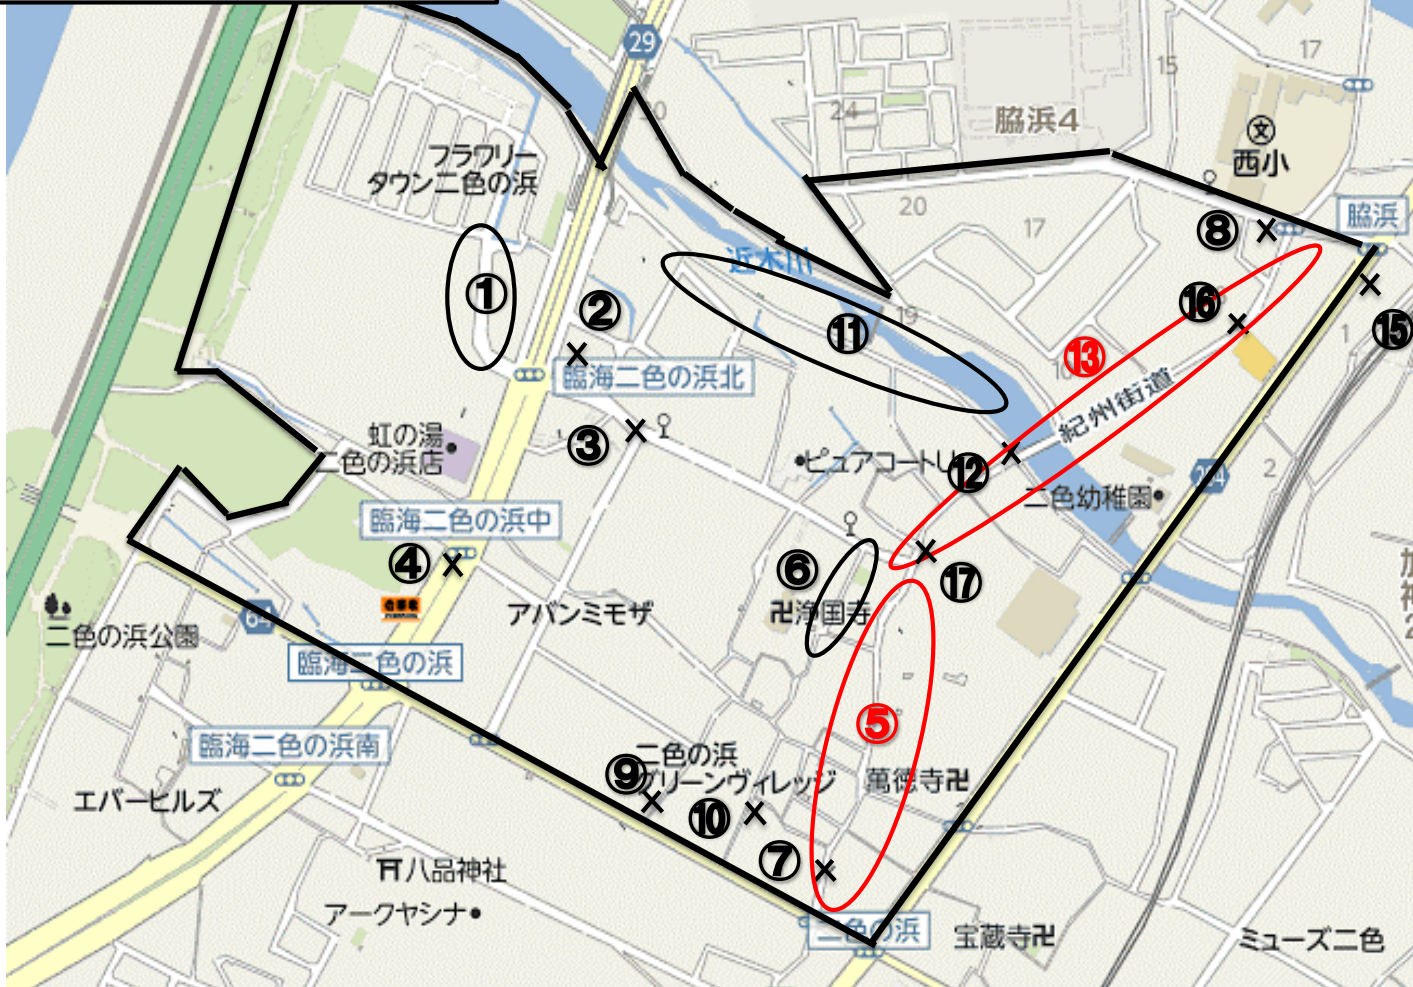 29
17
15
24
脇浜4
西小
フラワリー
タウン二色の浜
脇浜
20
17
⑧
近木川
①
②
⑯
19
⑪
⑮
1
⑬
臨海二色の浜北
紀州街道
虹の湯
二色の浜店
③
ピュアコートリ
⑫
2
204
二色幼稚園
臨海二色の浜中
④
⑥
⑰
卍浄国寺
アバンミモザ
64
二色の浜公園
臨海二色の浜
⑤
臨海二色の浜南
二色の浜
グリーンヴィレッジ
⑨
萬徳寺卍
エバーヒルズ
⑩
⑦
八品神社
アークヤシナ
二色の浜
宝蔵寺卍
ミューズ二色